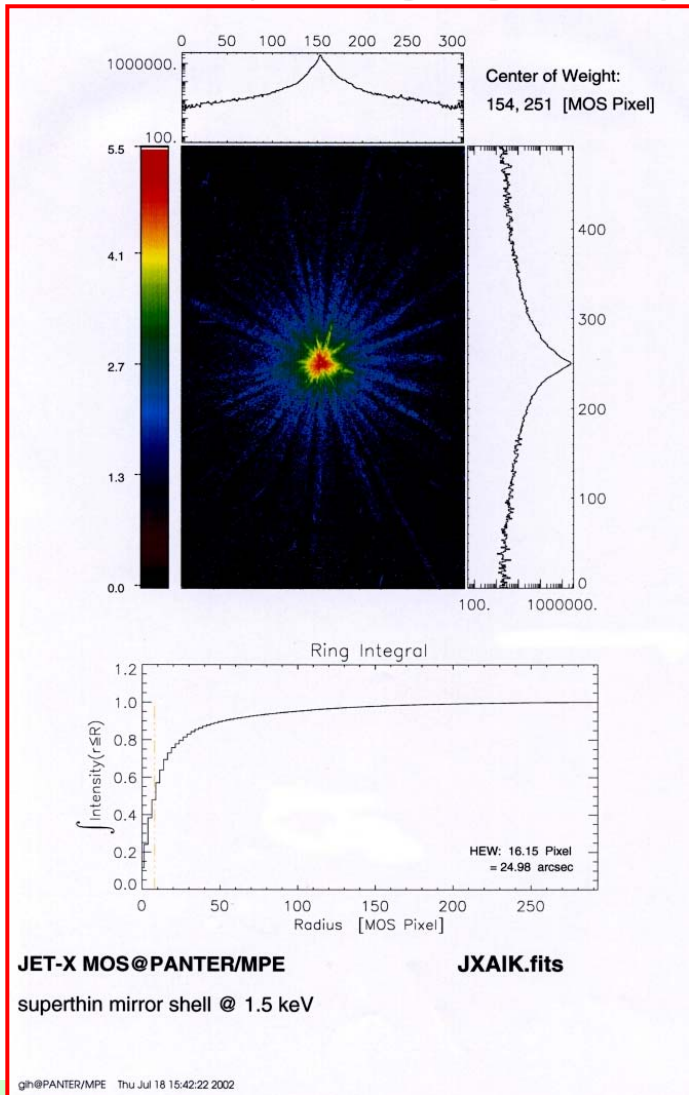 0 50 100 150 200 250 300
1000000.
100.
Center of Weight:
154, 251 [MOS Pixel]
5.5
4.1
2.7
1.3
0.0
400
300
200
100
0
100. 1000000.
Ring Integral
1.2
1.0
0.8
0.6
0.4
0.2
0.0
∫Intensity(r≦R)
HEW: 16.15 Pixel
= 24.98 arcsec
0 50 100 150 200 250
Radius [MOS Pixel]
JET-X MOS@PANTER/MPE JXAIK.fits
superthin mirror shell @ 1.5 keV
gih@PANTER/MPE Thu Jul 18 15:42:22 2002